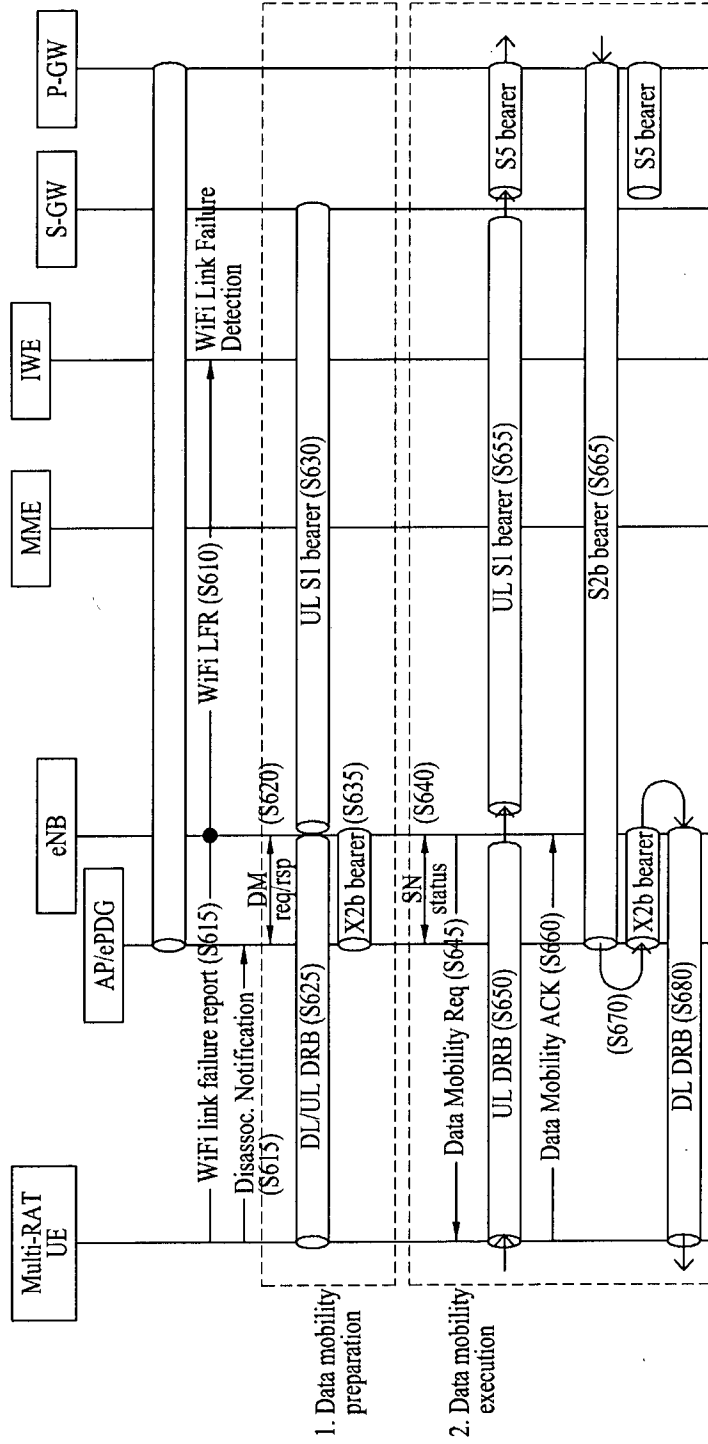 Multi-RAT
UE
AP/ePDG
eNB
MME
IWE
S-GW
P-GW
WiFi link failure report (S615)
WiFi LFR (S610)
WiFi Link Failure
Detection
Disassoc. Notification
(S615)
1. Data mobility
preparation
DM
req/rsp
(S620)
DL/UL DRB (S625)
UL S1 bearer (S630)
X2b bearer
(S635)
2. Data mobility
execution
SN
status
(S640)
Data Mobility Req (S645)
UL DRB (S650)
UL S1 bearer (S655)
S5 bearer
Data Mobility ACK (S660)
S2b bearer (S665)
(S670)
X2b bearer
S5 bearer
DL DRB (S680)